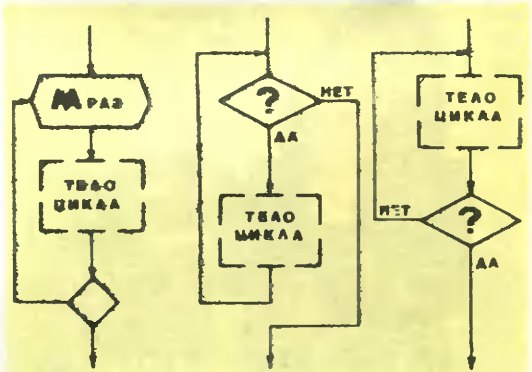 М РАЗ
ТЕЛО
ЦИКЛА
?
НЕТ
ДА
ТЕЛО
ЦИКЛА
ТЕЛО
ЦИКЛА
НЕТ
?
ДА